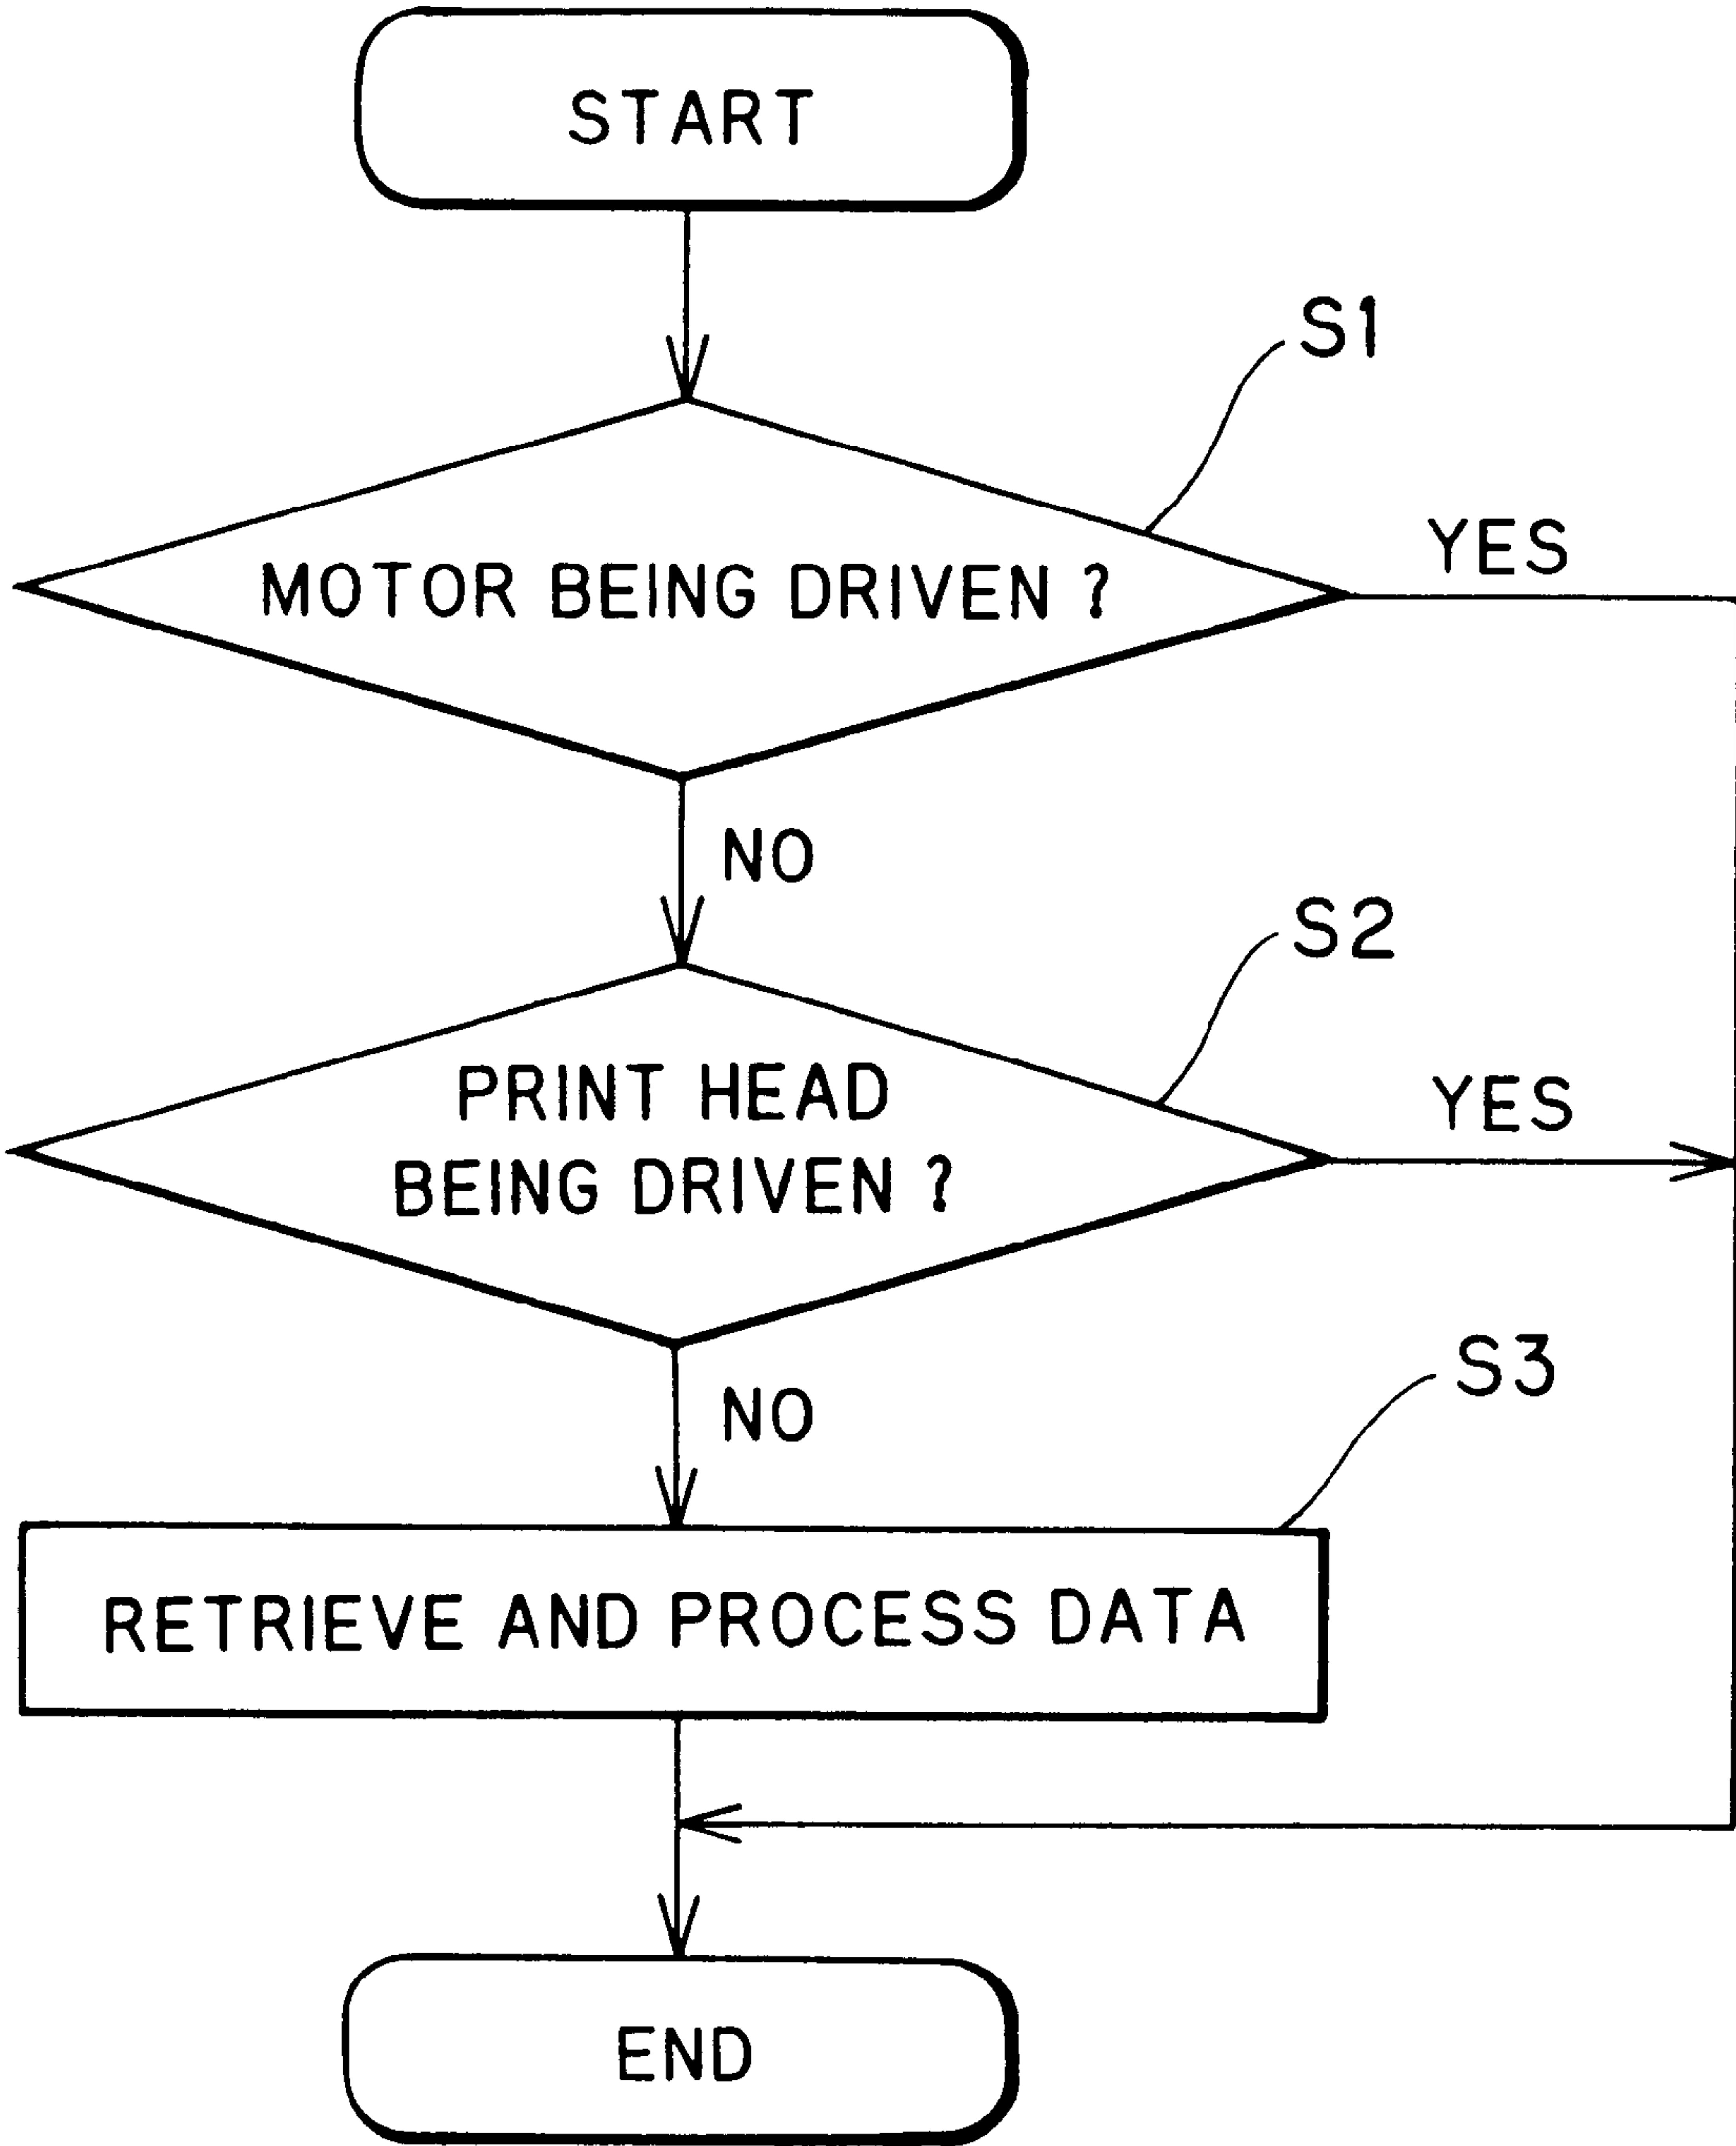 START
S1
MOTOR BEING DRIVEN ?
YES
NO
S2
PRINT HEAD
BEING DRIVEN ?
YES
NO
S3
RETRIEVE AND PROCESS DATA
END